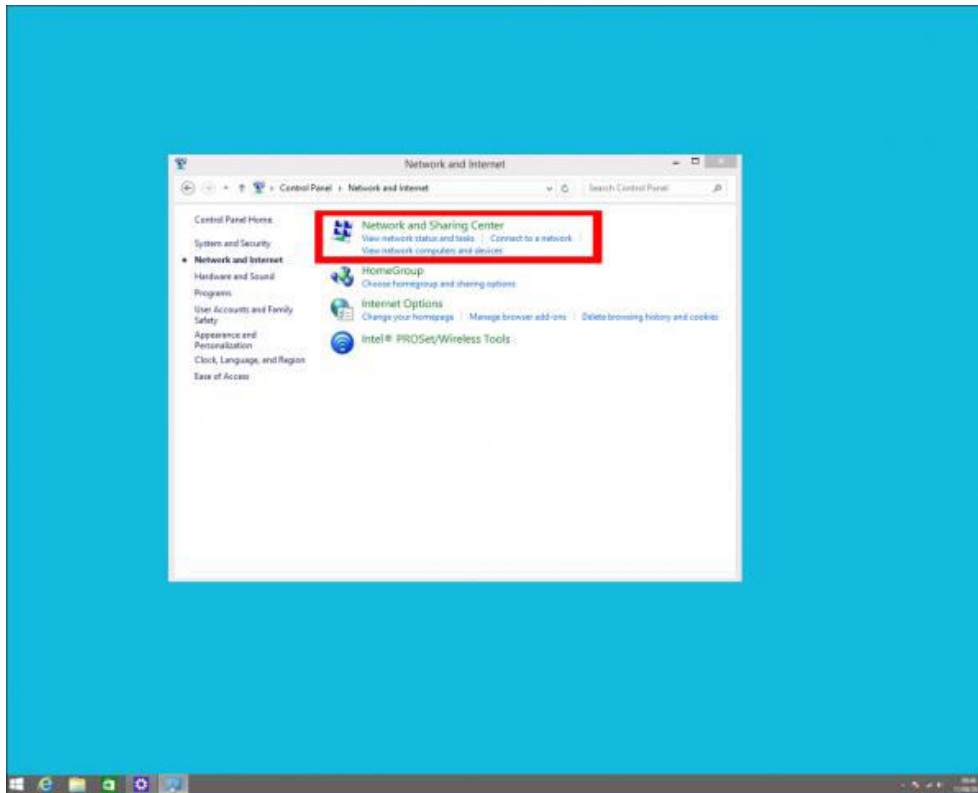 Network and Internet
Control Panel › Network and Internet
Search Control Panel
Control Panel Home
System and Security
Network and Internet
Hardware and Sound
Programs
User Accounts and Family
Safety
Appearance and
Personalization
Clock, Language, and Region
Ease of Access
Network and Sharing Center
View network status and tasks | Connect to a network |
View network computers and devices
HomeGroup
Choose homegroup and sharing options
Internet Options
Change your homepage | Manage browser add-ons | Delete browsing history and cookies
Intel® PROSet/Wireless Tools